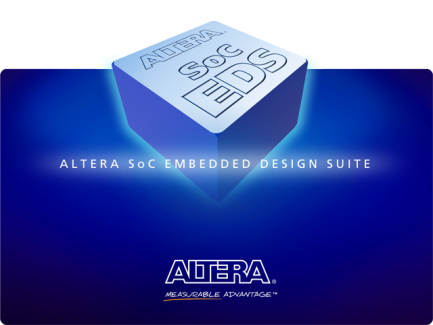 ALTERA
SoC
EDS
ALTERA SoC EMBEDDED DESIGN SUITE
ALTERA®
MEASURABLE ADVANTAGE™